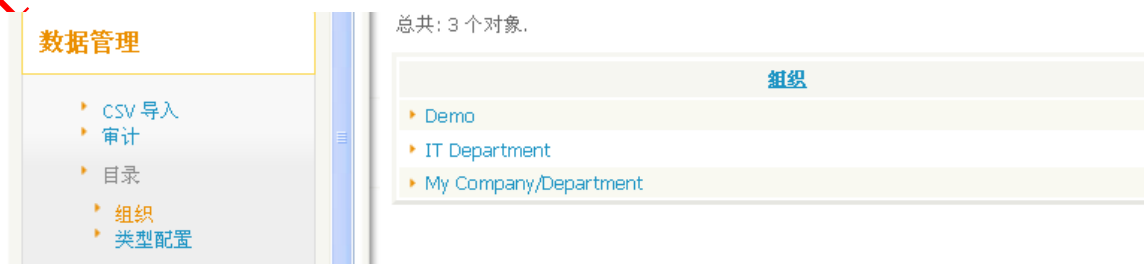 数据管理
CSV 导入
审计
目录
组织
类型配置
总共: 3 个对象.
组织
Demo
IT Department
My Company/Department